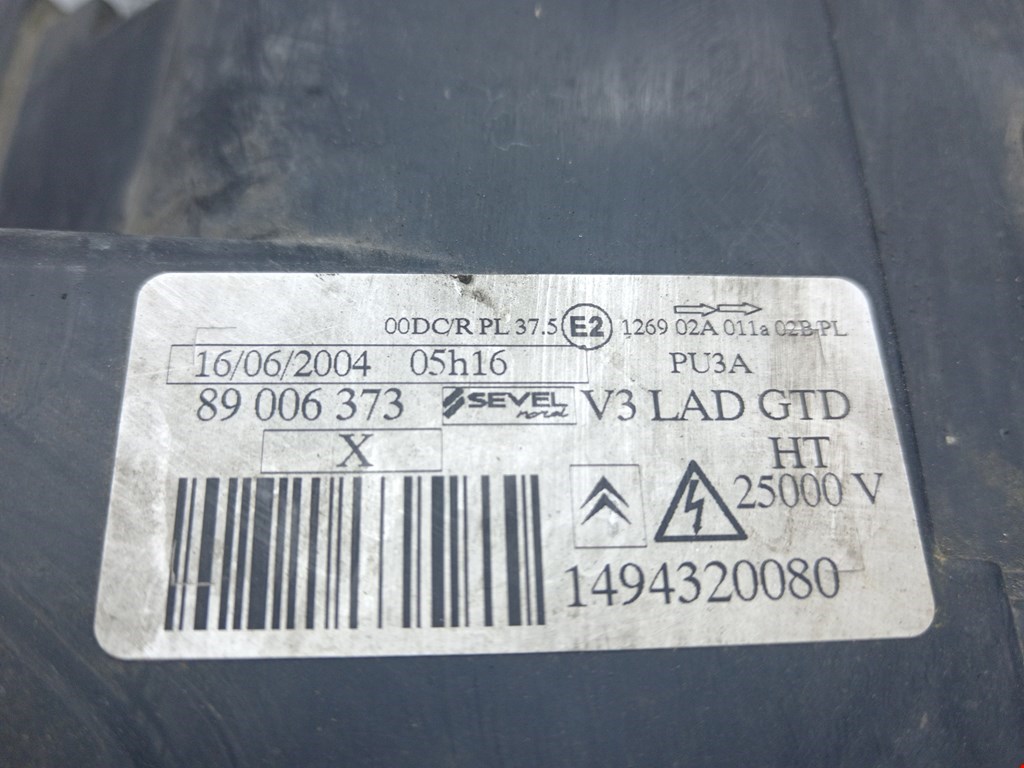 00DC/R PL 37.5 E2 1269 02A 011a 02B PL
16/06/2004 05h16 PU3A
89 006 373 SEVEL nord V3 LAD GTD
X HT
25000 V
1494320080